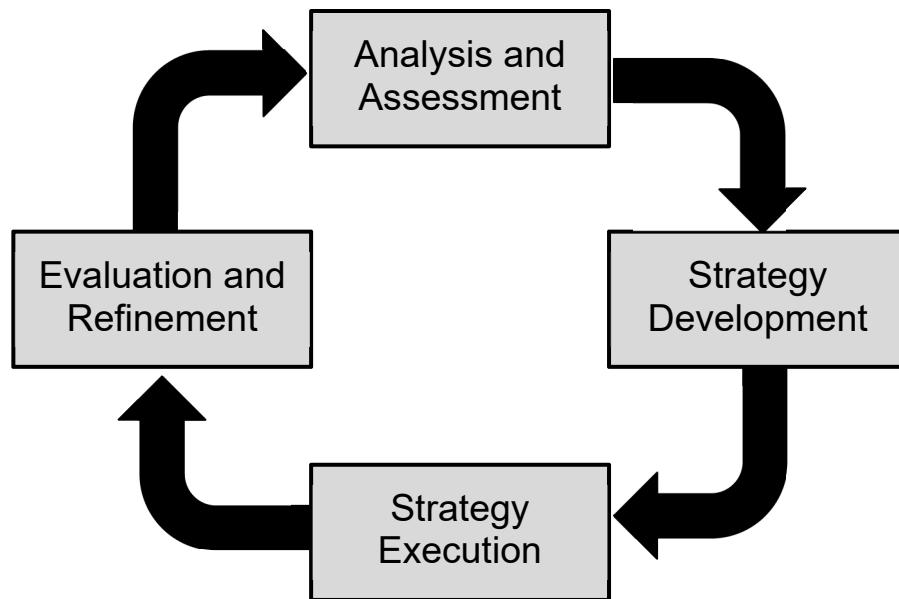 Analysis and
Assessment
Strategy
Development
Strategy
Execution
Evaluation and
Refinement